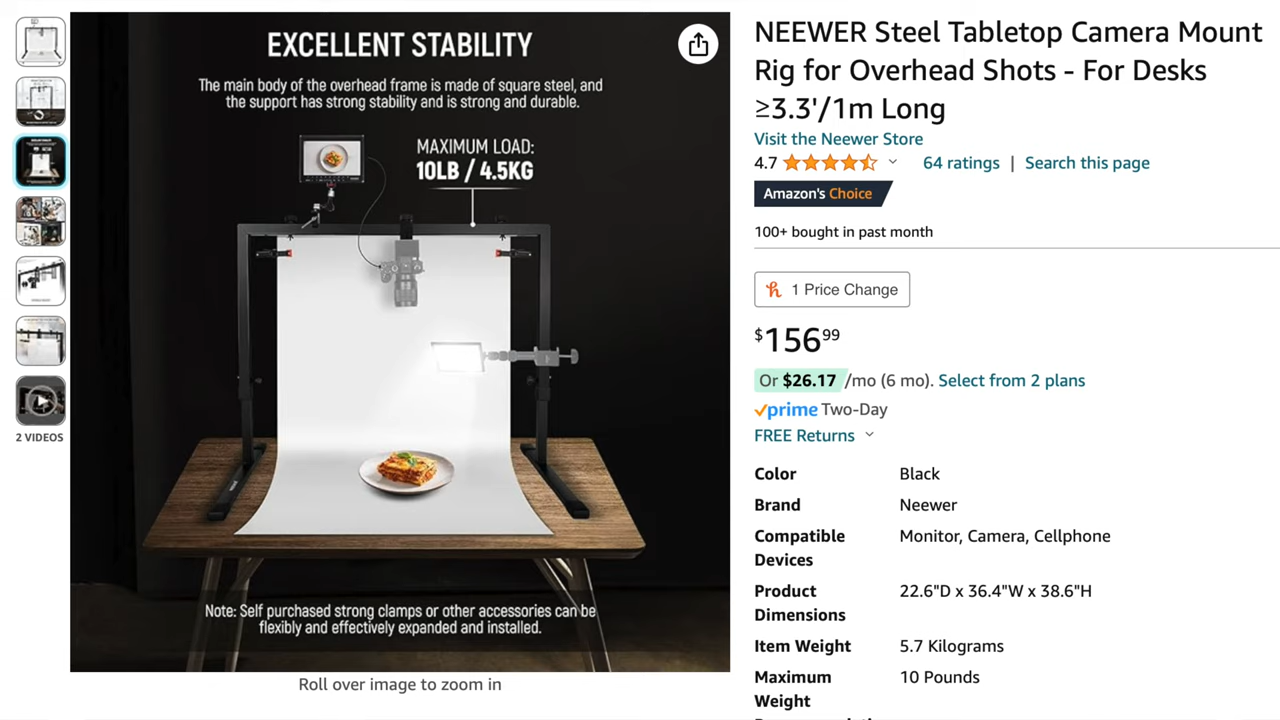 EXCELLENT STABILITY
The main body of the overhead frame is made of square steel, and
the support has strong stability and is strong and durable.
MAXIMUM LOAD:
10LB / 4.5KG
Note: Self purchased strong clamps or other accessories can be
flexibly and effectively expanded and installed.
Roll over image to zoom in
2 VIDEOS
NEEWER Steel Tabletop Camera Mount
Rig for Overhead Shots - For Desks
≥3.3'/1m Long
Visit the Neewer Store
4.7 64 ratings | Search this page
Amazon's Choice
100+ bought in past month
1 Price Change
$15699
Or $26.17 /mo (6 mo). Select from 2 plans
prime Two-Day
FREE Returns
Color Black
Brand Neewer
Compatible Monitor, Camera, Cellphone
Devices
Product 22.6"D x 36.4"W x 38.6"H
Dimensions
Item Weight 5.7 Kilograms
Maximum 10 Pounds
Weight